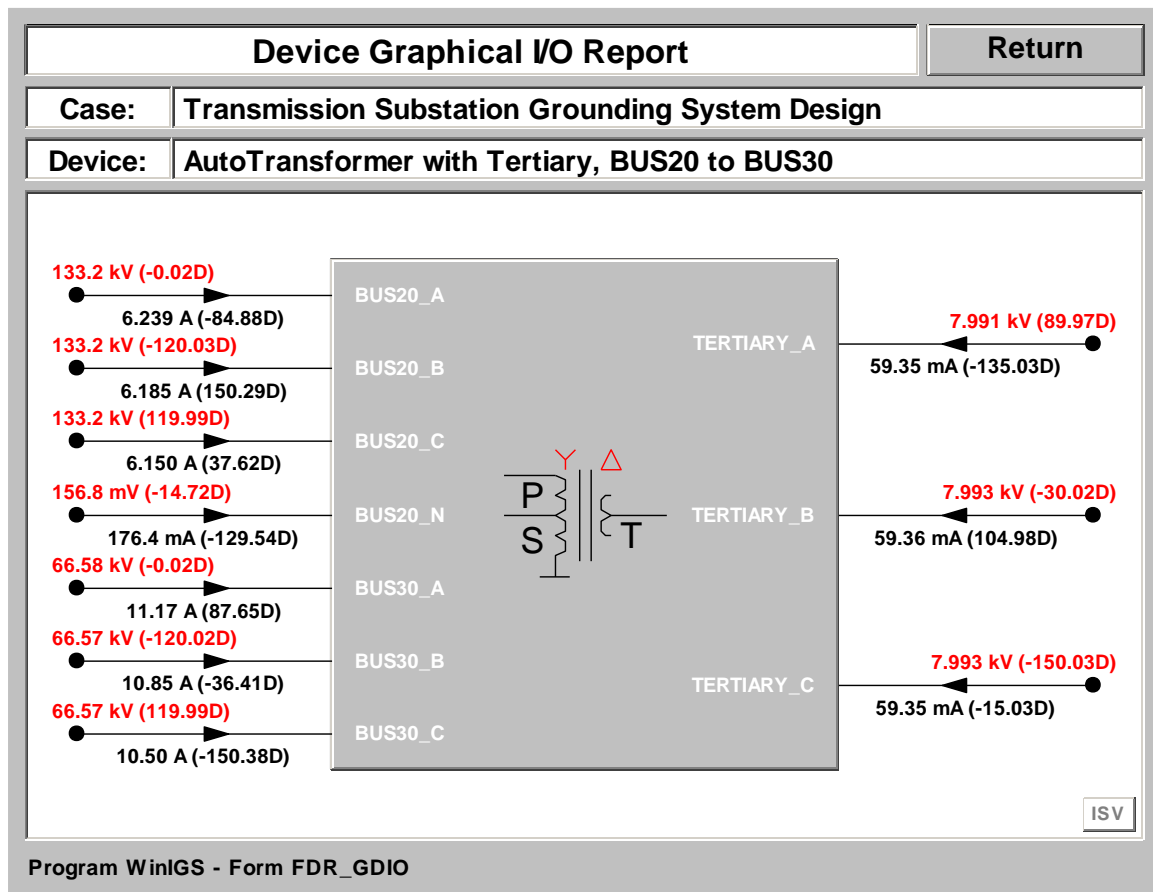 Device Graphical I/O Report
Return
Case:
Transmission Substation Grounding System Design
Device:
AutoTransformer with Tertiary, BUS20 to BUS30
133.2 kV (-0.02D)
BUS20_A
6.239 A (-84.88D)
133.2 kV (-120.03D)
BUS20_B
6.185 A (150.29D)
133.2 kV (119.99D)
BUS20_C
6.150 A (37.62D)
156.8 mV (-14.72D)
BUS20_N
176.4 mA (-129.54D)
66.58 kV (-0.02D)
BUS30_A
11.17 A (87.65D)
66.57 kV (-120.02D)
BUS30_B
10.85 A (-36.41D)
66.57 kV (119.99D)
BUS30_C
10.50 A (-150.38D)
P
S
T
7.991 kV (89.97D)
TERTIARY_A
59.35 mA (-135.03D)
7.993 kV (-30.02D)
TERTIARY_B
59.36 mA (104.98D)
7.993 kV (-150.03D)
TERTIARY_C
59.35 mA (-15.03D)
ISV
Program WinIGS - Form FDR_GDIO